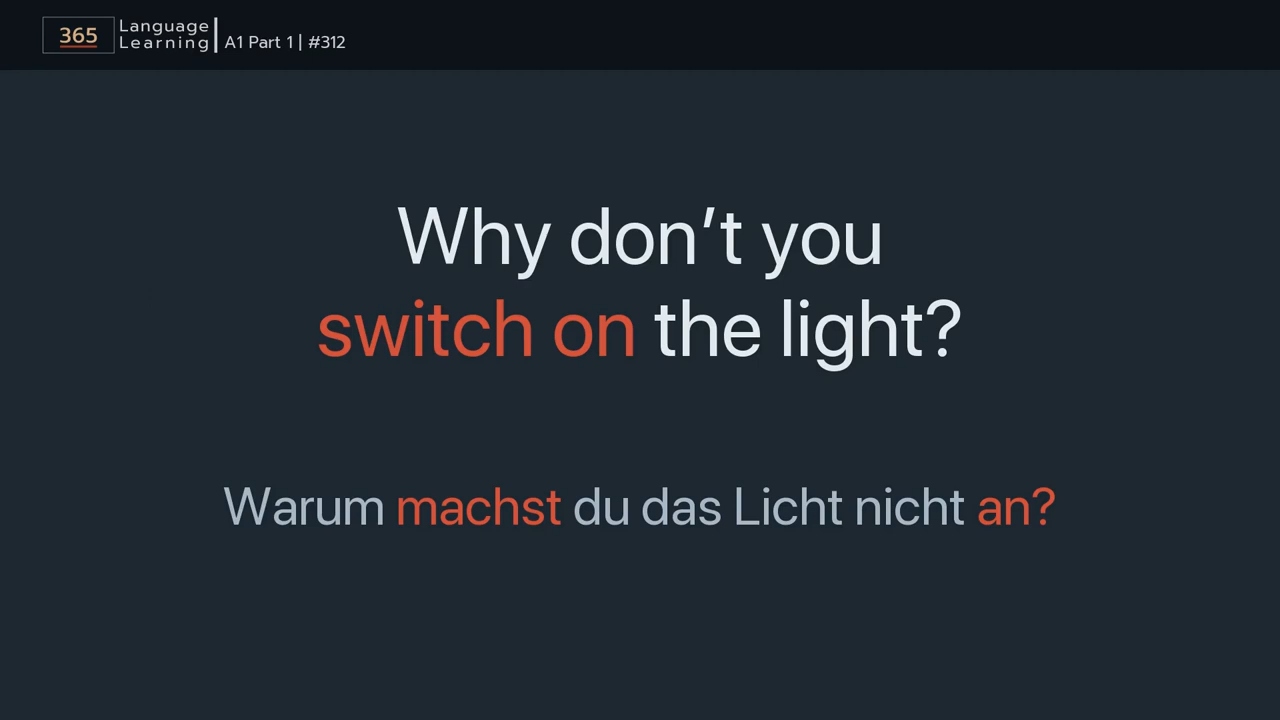 365
Language
Learning
A1 Part 1 | #312
Why don’t you
switch on the light?
Warum machst du das Licht nicht an?